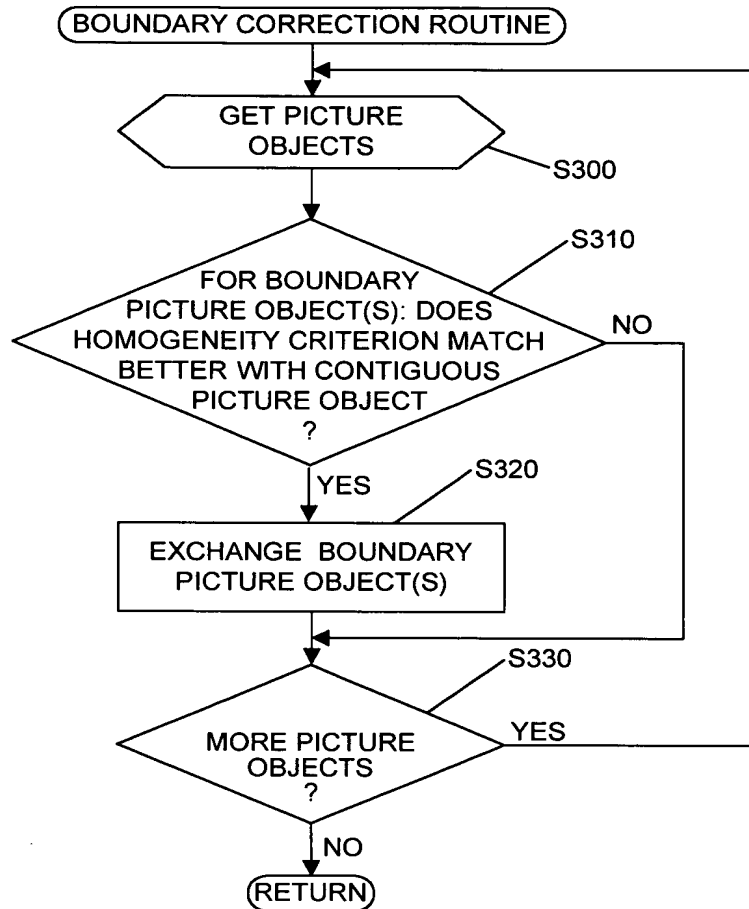 BOUNDARY CORRECTION ROUTINE
GET PICTURE
OBJECTS
S300
S310
FOR BOUNDARY
PICTURE OBJECT(S): DOES
HOMOGENEITY CRITERION MATCH
BETTER WITH CONTIGUOUS
PICTURE OBJECT
?
NO
YES
S320
EXCHANGE BOUNDARY
PICTURE OBJECT(S)
S330
MORE PICTURE
OBJECTS
?
YES
NO
RETURN